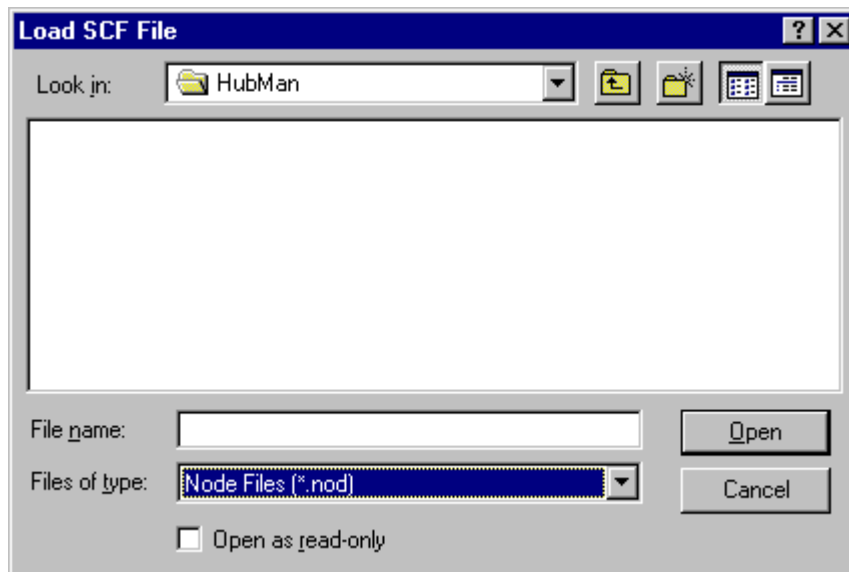 Load SCF File
Look in: HubMan
File name: Open
Files of type: Node Files (*.nod) Cancel
Open as read-only